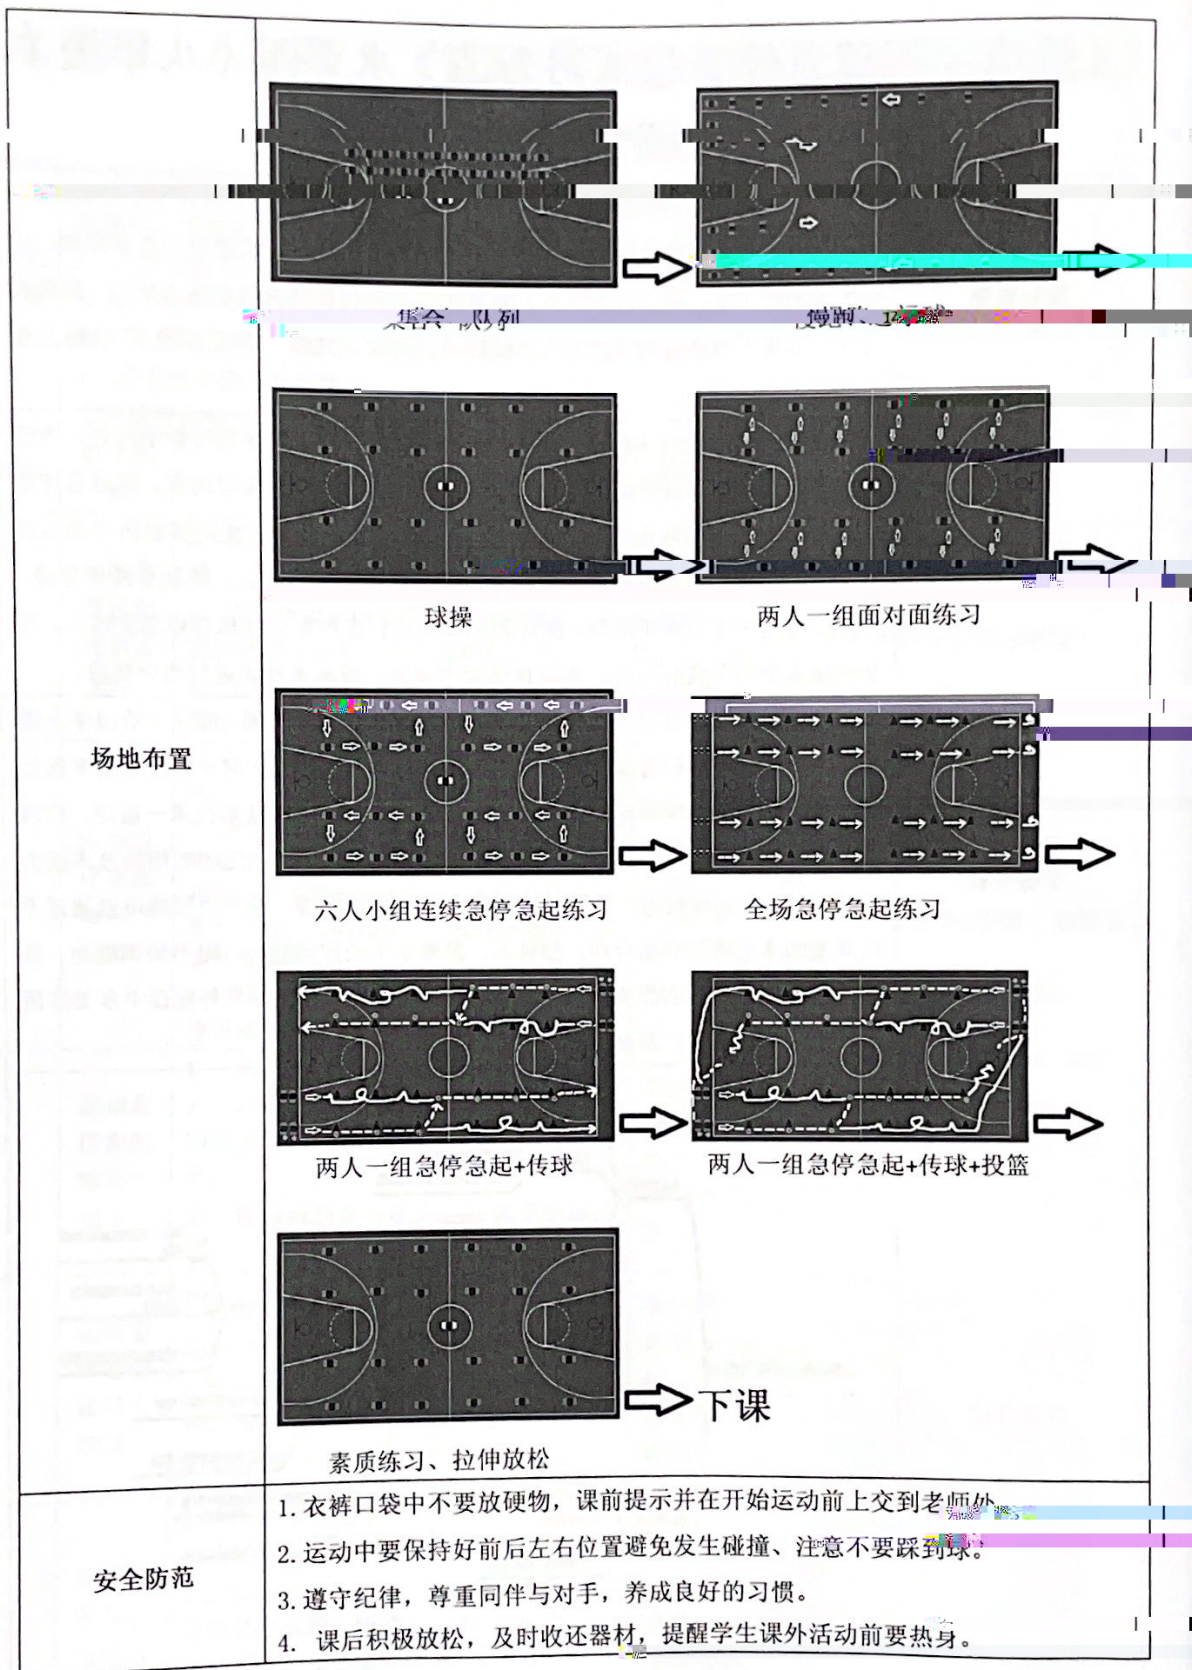 集合 队列
慢跑
球操
两人一组面对面练习
场地布置
六人小组连续急停急起练习
全场急停急起练习
两人一组急停急起+传球
两人一组急停急起+传球+投篮
下课
素质练习、拉伸放松
安全防范
1.衣裤口袋中不要放硬物，课前提示并在开始运动前上交到老师处
2.运动中要保持好前后左右位置避免发生碰撞、注意不要踩到球。
3.遵守纪律，尊重同伴与对手，养成良好的习惯。
4. 课后积极放松，及时收还器材，提醒学生课外活动前要热身。